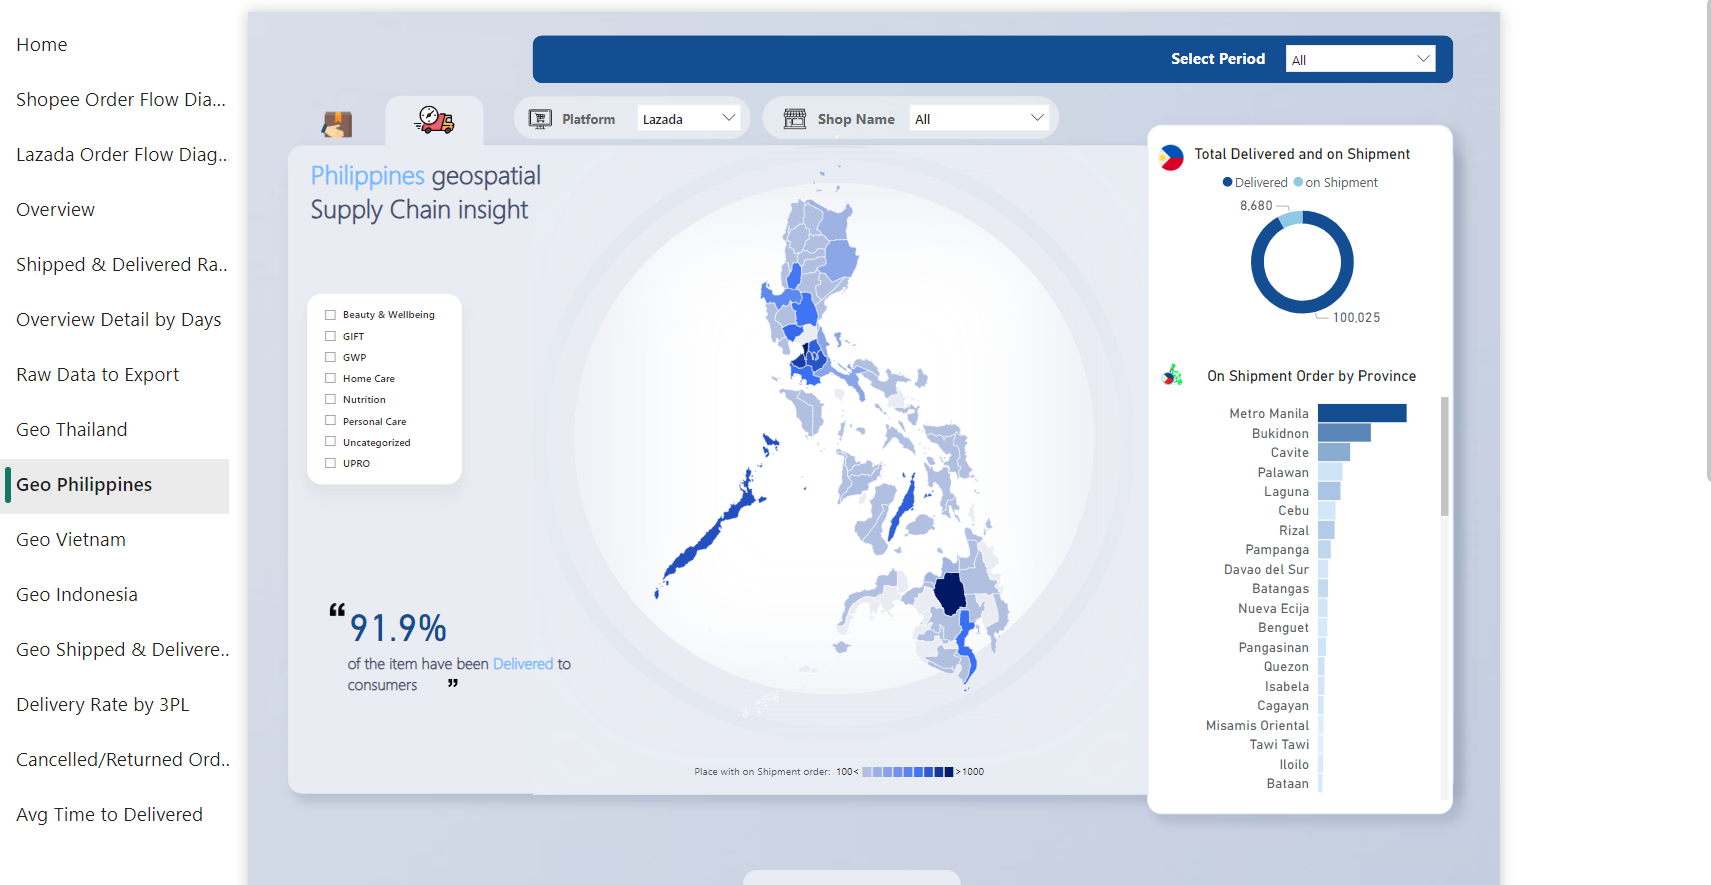 Home
Shopee Order Flow Dia...
Lazada Order Flow Diag..
Overview
Shipped & Delivered Ra..
Overview Detail by Days
Raw Data to Export
Geo Thailand
Geo Philippines
Geo Vietnam
Geo Indonesia
Geo Shipped & Delivere..
Delivery Rate by 3PL
Cancelled/Returned Ord..
Avg Time to Delivered
Select Period All
Platform Lazada
Shop Name All
Philippines geospatial
Supply Chain insight
Beauty & Wellbeing
GIFT
GWP
Home Care
Nutrition
Personal Care
Uncategorized
UPRO
“ 91.9%
of the item have been Delivered to
consumers ”
Place with on Shipment order: 100< >1000
Total Delivered and on Shipment
Delivered on Shipment
8,680
100,025
On Shipment Order by Province
Metro Manila
Bukidnon
Cavite
Palawan
Laguna
Cebu
Rizal
Pampanga
Davao del Sur
Batangas
Nueva Ecija
Benguet
Pangasinan
Quezon
Isabela
Cagayan
Misamis Oriental
Tawi Tawi
Iloilo
Bataan